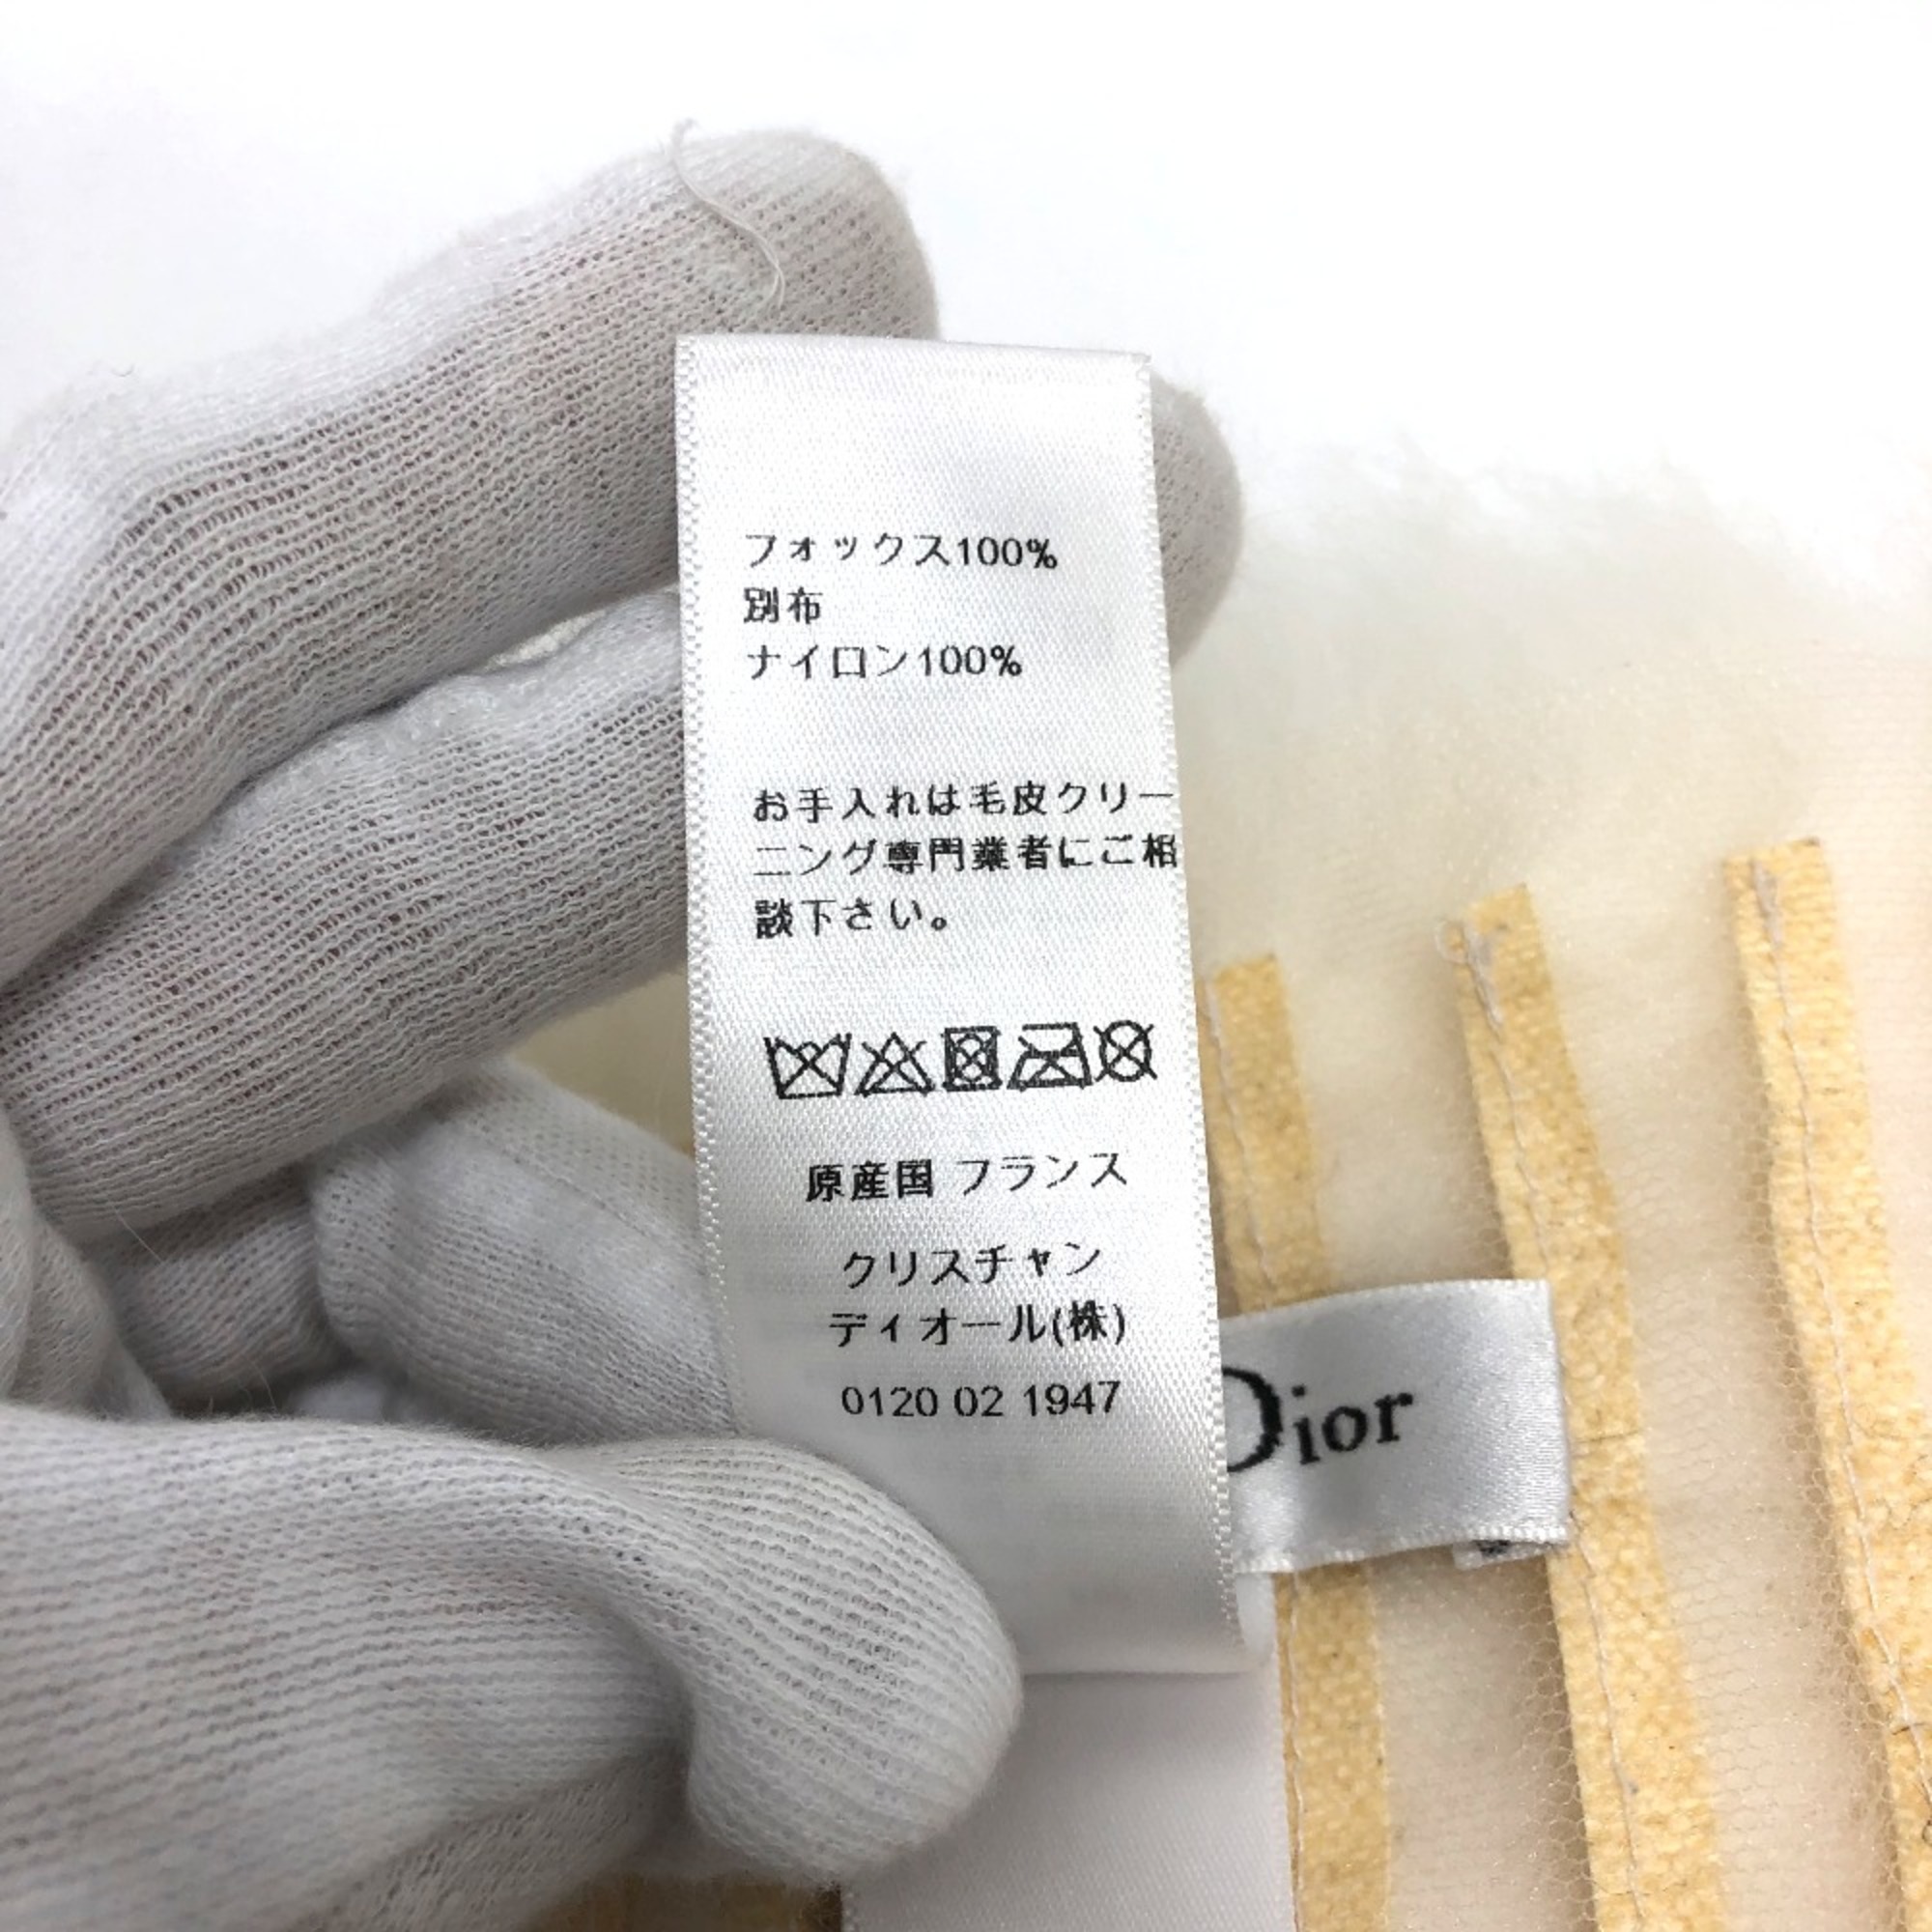 フォックス100%
別布
ナイロン100%
お手入れは毛皮クリー
ニング専門業者にご相
談下さい。
原産国 フランス
クリスチャン
ディオール(株)
0120 02 1947
Dior